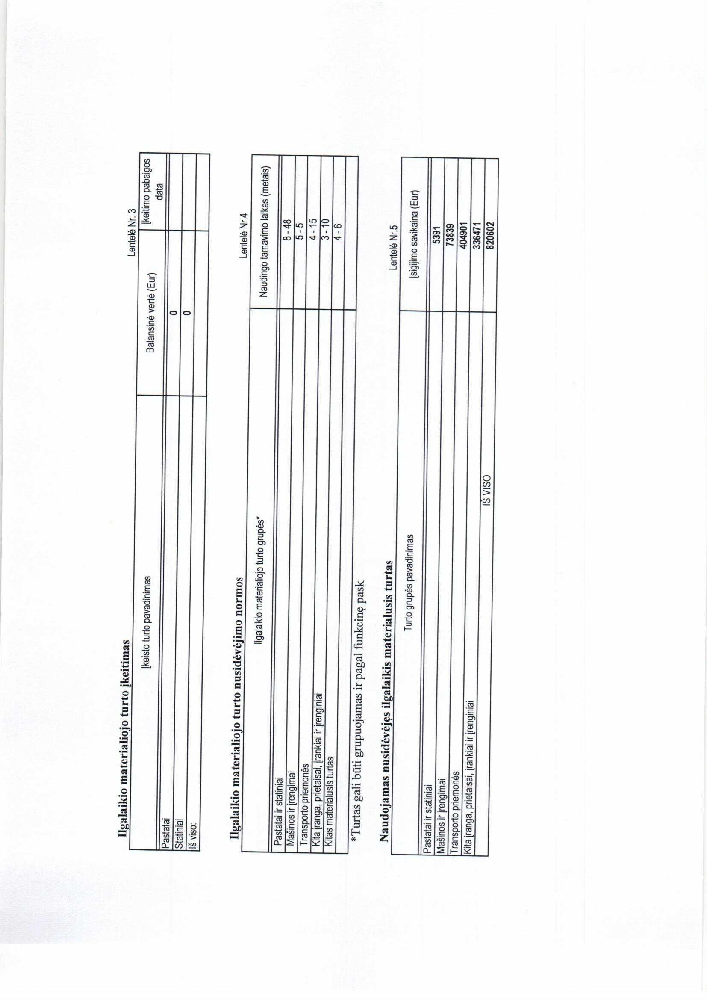 Ilgalaikio materialiojo turto įkeitimas
Lentelė Nr. 3
Įkeisto turto pavadinimas Balansinė vertė (Eur) Įkeitimo pabaigos
data
Pastatai 0
Statiniai 0
Iš viso:
Ilgalaikio materialiojo turto nusidėvėjimo normos
Lentelė Nr.4
Ilgalaikio materialiojo turto grupės* Naudingo tarnavimo laikas (metais)
Pastatai ir statiniai 8 - 48
Mašinos ir įrengimai 5 - 5
Transporto priemonės 4 - 15
Kita įranga, prietaisai, įrankiai ir įrenginiai 3 - 10
Kitas materialusis turtas 4 - 6
*Turtas gali būti grupuojamas ir pagal funkcinę pask
Naudojamas nusidėvėjęs ilgalaikis materialusis turtas
Lentelė Nr.5
Turto grupės pavadinimas Įsigijimo savikaina (Eur)
Pastatai ir statiniai 5391
Mašinos ir įrengimai 73839
Transporto priemonės 404901
Kita įranga, prietaisai, įrankiai ir įrenginiai 336471
IŠ VISO 820602